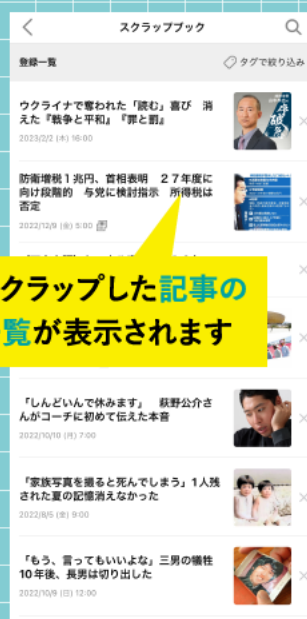 スクラップブック
登録一覧
タグで絞り込み
ウクライナで奪われた「読む」喜び 消
えた『戦争と平和』『罪と罰』
2023/2/2 (木) 16:00
防衛増税1兆円、首相表明 27年度に
向け段階的 与党に検討指示 所得税は
否定
2022/12/9 (金) 5:00
クラップした記事の
覧が表示されます
「しんどいんで休みます」 萩野公介さ
んがコーチに初めて伝えた本音
2022/10/10 (月) 7:00
「家族写真を撮ると死んでしまう」1人残
された夏の記憶消えなかった
2022/8/5 (金) 9:00
「もう、言ってもいいよな」三男の犠牲
10年後、長男は切り出した
2022/10/9 (日) 12:00